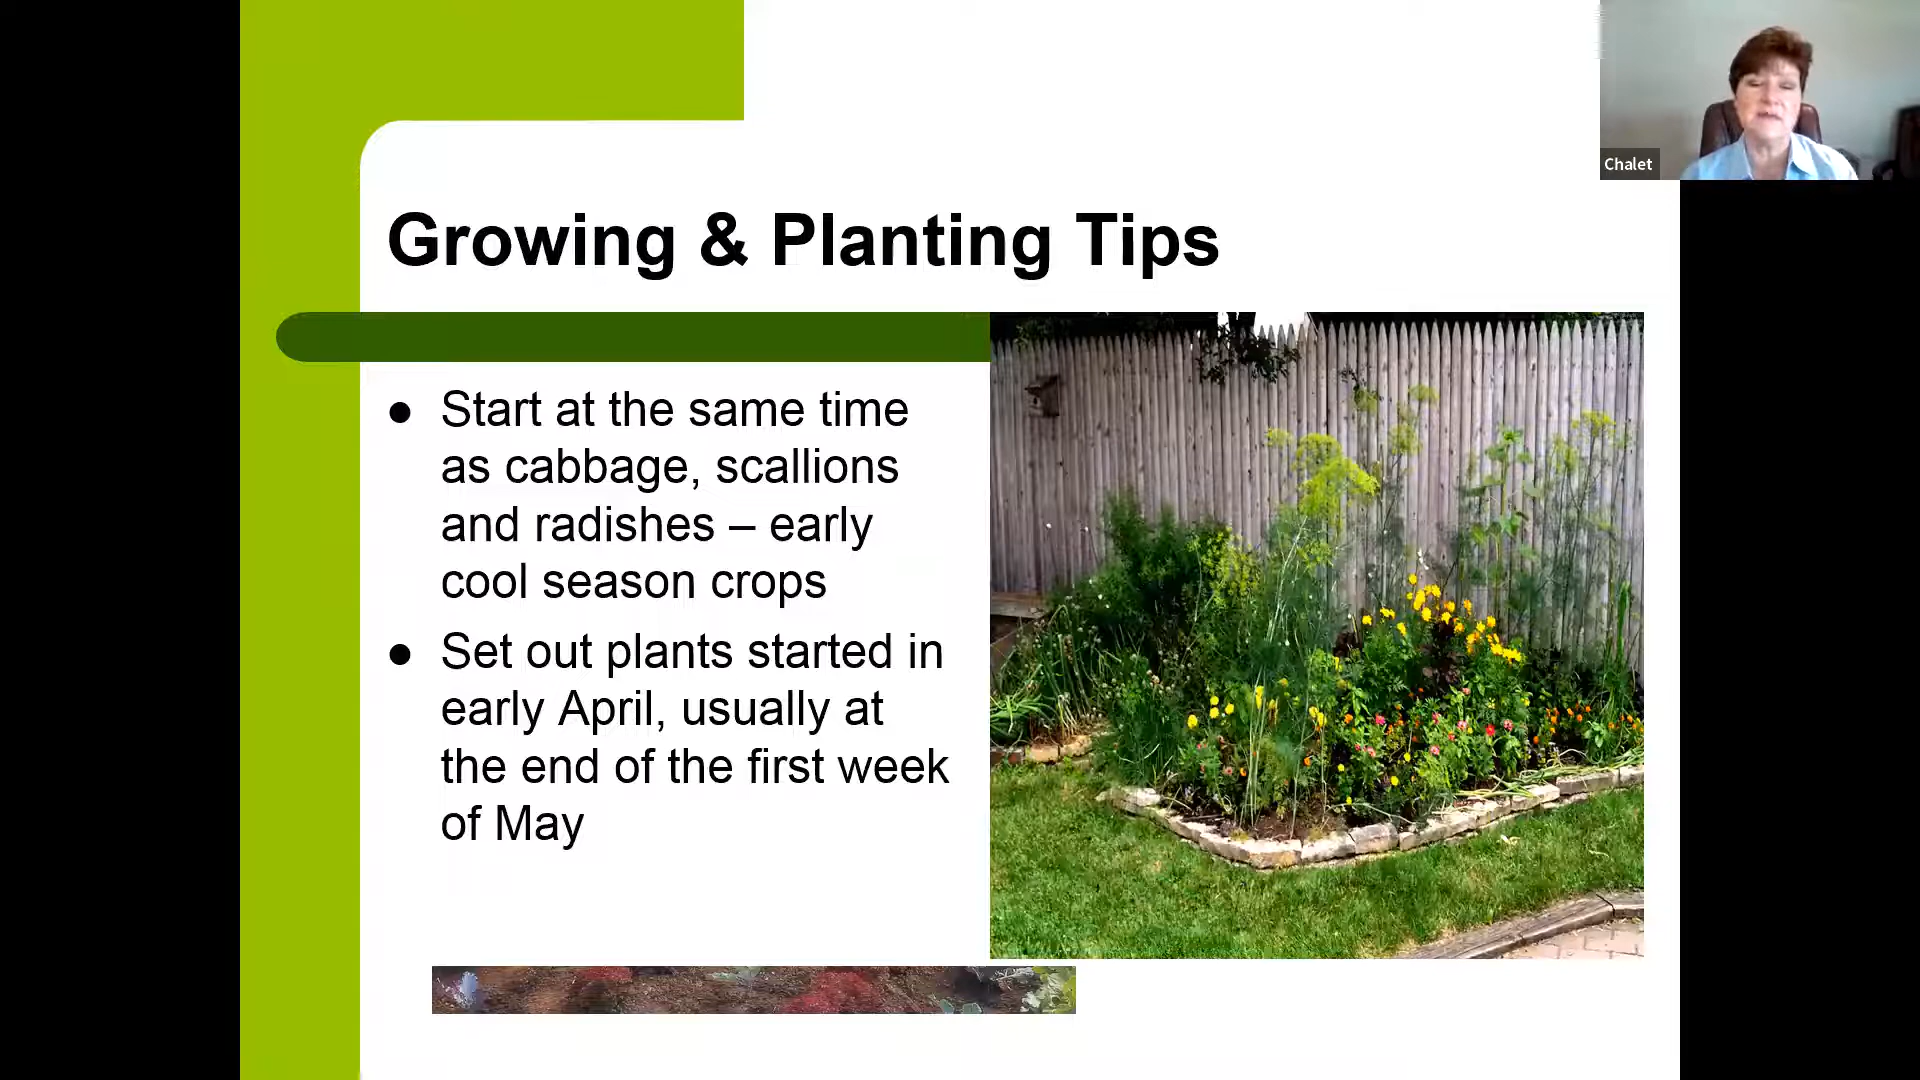 Chalet
Growing & Planting Tips
● Start at the same time
as cabbage, scallions
and radishes – early
cool season crops
● Set out plants started in
early April, usually at
the end of the first week
of May